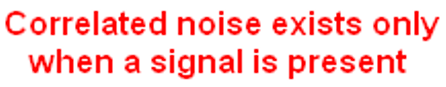 Correlated noise exists only
when a signal is present